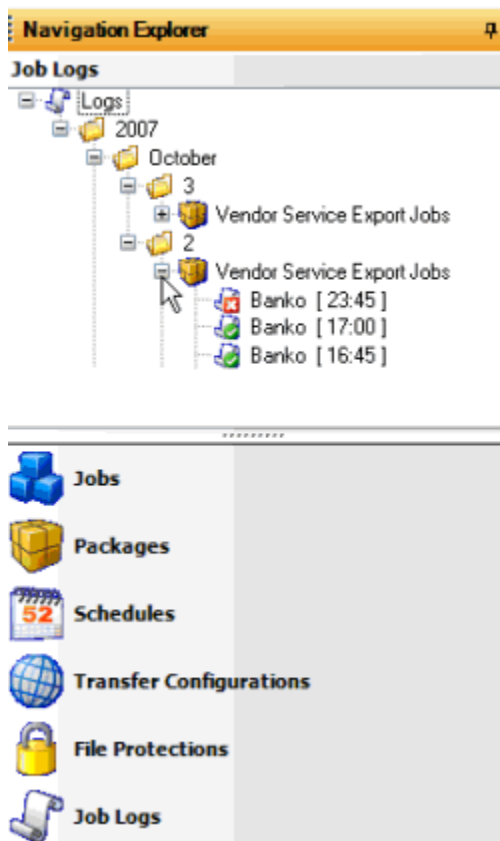 Navigation Explorer
Job Logs
Logs
2007
October
3
Vendor Service Export Jobs
2
Vendor Service Export Jobs
Banko [ 23:45 ]
Banko [ 17:00 ]
Banko [ 16:45 ]
Jobs
Packages
52
Schedules
Transfer Configurations
File Protections
Job Logs